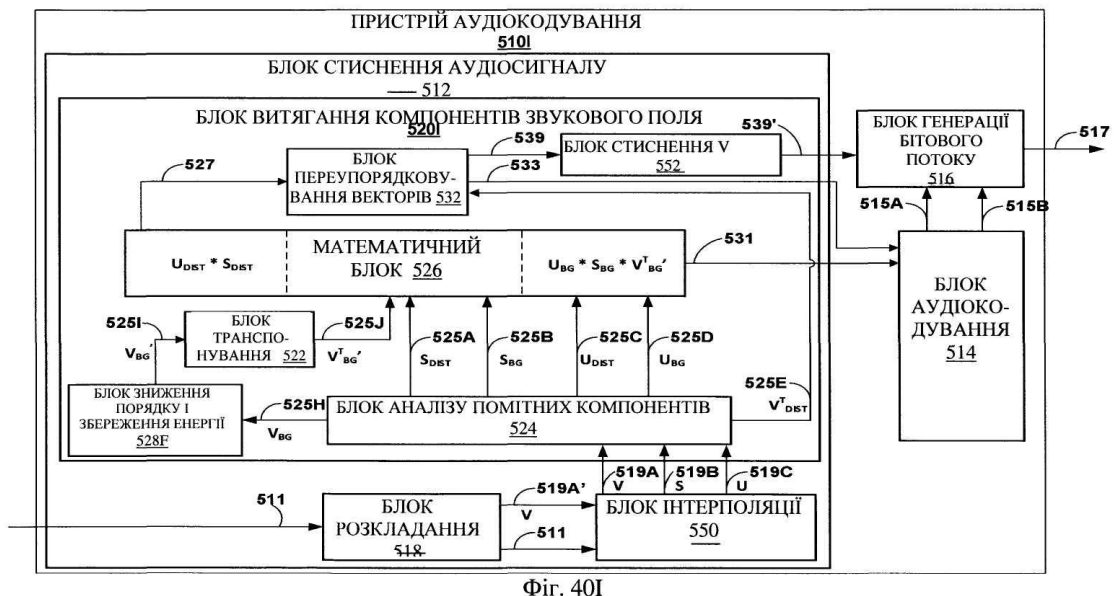 ПРИСТРІЙ АУДІОКОДУВАННЯ
510I
БЛОК СТИСНЕННЯ АУДІОСИГНАЛУ
512
БЛОК ВИТЯГАННЯ КОМПОНЕНТІВ ЗВУКОВОГО ПОЛЯ
520I
527
БЛОК
ПЕРЕУПОРЯДКОВУ-
ВАННЯ
ВЕКТОРІВ 532
539
533
БЛОК СТИСНЕННЯ V
552
539'
БЛОК ГЕНЕРАЦІЇ
БІТОВОГО
ПОТОКУ
516
517
515A
515B
UDIST * SDIST
МАТЕМАТИЧНИЙ
БЛОК 526
UBG * SBG * VTBG'
531
БЛОК
АУДІОКО-
ДУВАННЯ
514
525I
VBG'
БЛОК
ТРАНСПО-
НУВАННЯ 522
525J
VTBG'
525A
SDIST
525B
SBG
525C
UDIST
525D
UBG
525E
VTDIST
БЛОК ЗНИЖЕННЯ
ПОРЯДКУ І
ЗБЕРЕЖЕННЯ ЕНЕРГІЇ
528F
525H
VBG
БЛОК АНАЛІЗУ ПОМІТНИХ КОМПОНЕНТІВ
524
519A
V
519B
S
519C
U
511
БЛОК
РОЗКЛАДАННЯ
518
519A'
V
511
БЛОК ІНТЕРПОЛЯЦІЇ
550
Фіг. 40I